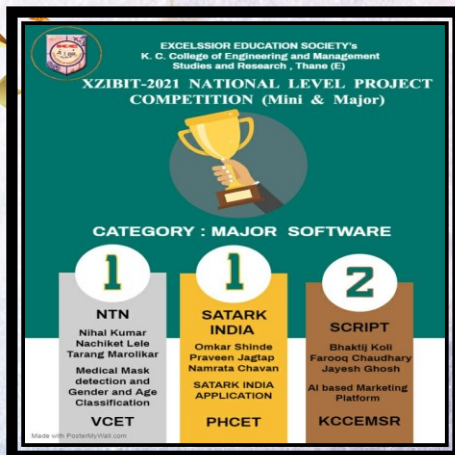 EXCELSSIOR EDUCATION SOCIETY's
K. C. College of Engineering and Management
Studies and Research , Thane (E)
XZIBIT-2021 NATIONAL LEVEL PROJECT
COMPETITION (Mini & Major)
CATEGORY : MAJOR SOFTWARE
1
NTN
Nihal Kumar
Nachiket Lele
Tarang Marolikar
Medical Mask
detection and
Gender and Age
Classification
VCET
1
SATARK
INDIA
Omkar Shinde
Praveen Jagtap
Namrata Chavan
SATARK INDIA
APPLICATION
PHCET
2
SCRIPT
Bhaktij Koli
Farooq Chaudhary
Jayesh Ghosh
AI based Marketing
Platform
KCCEMSR
Made with PosterMyWall.com